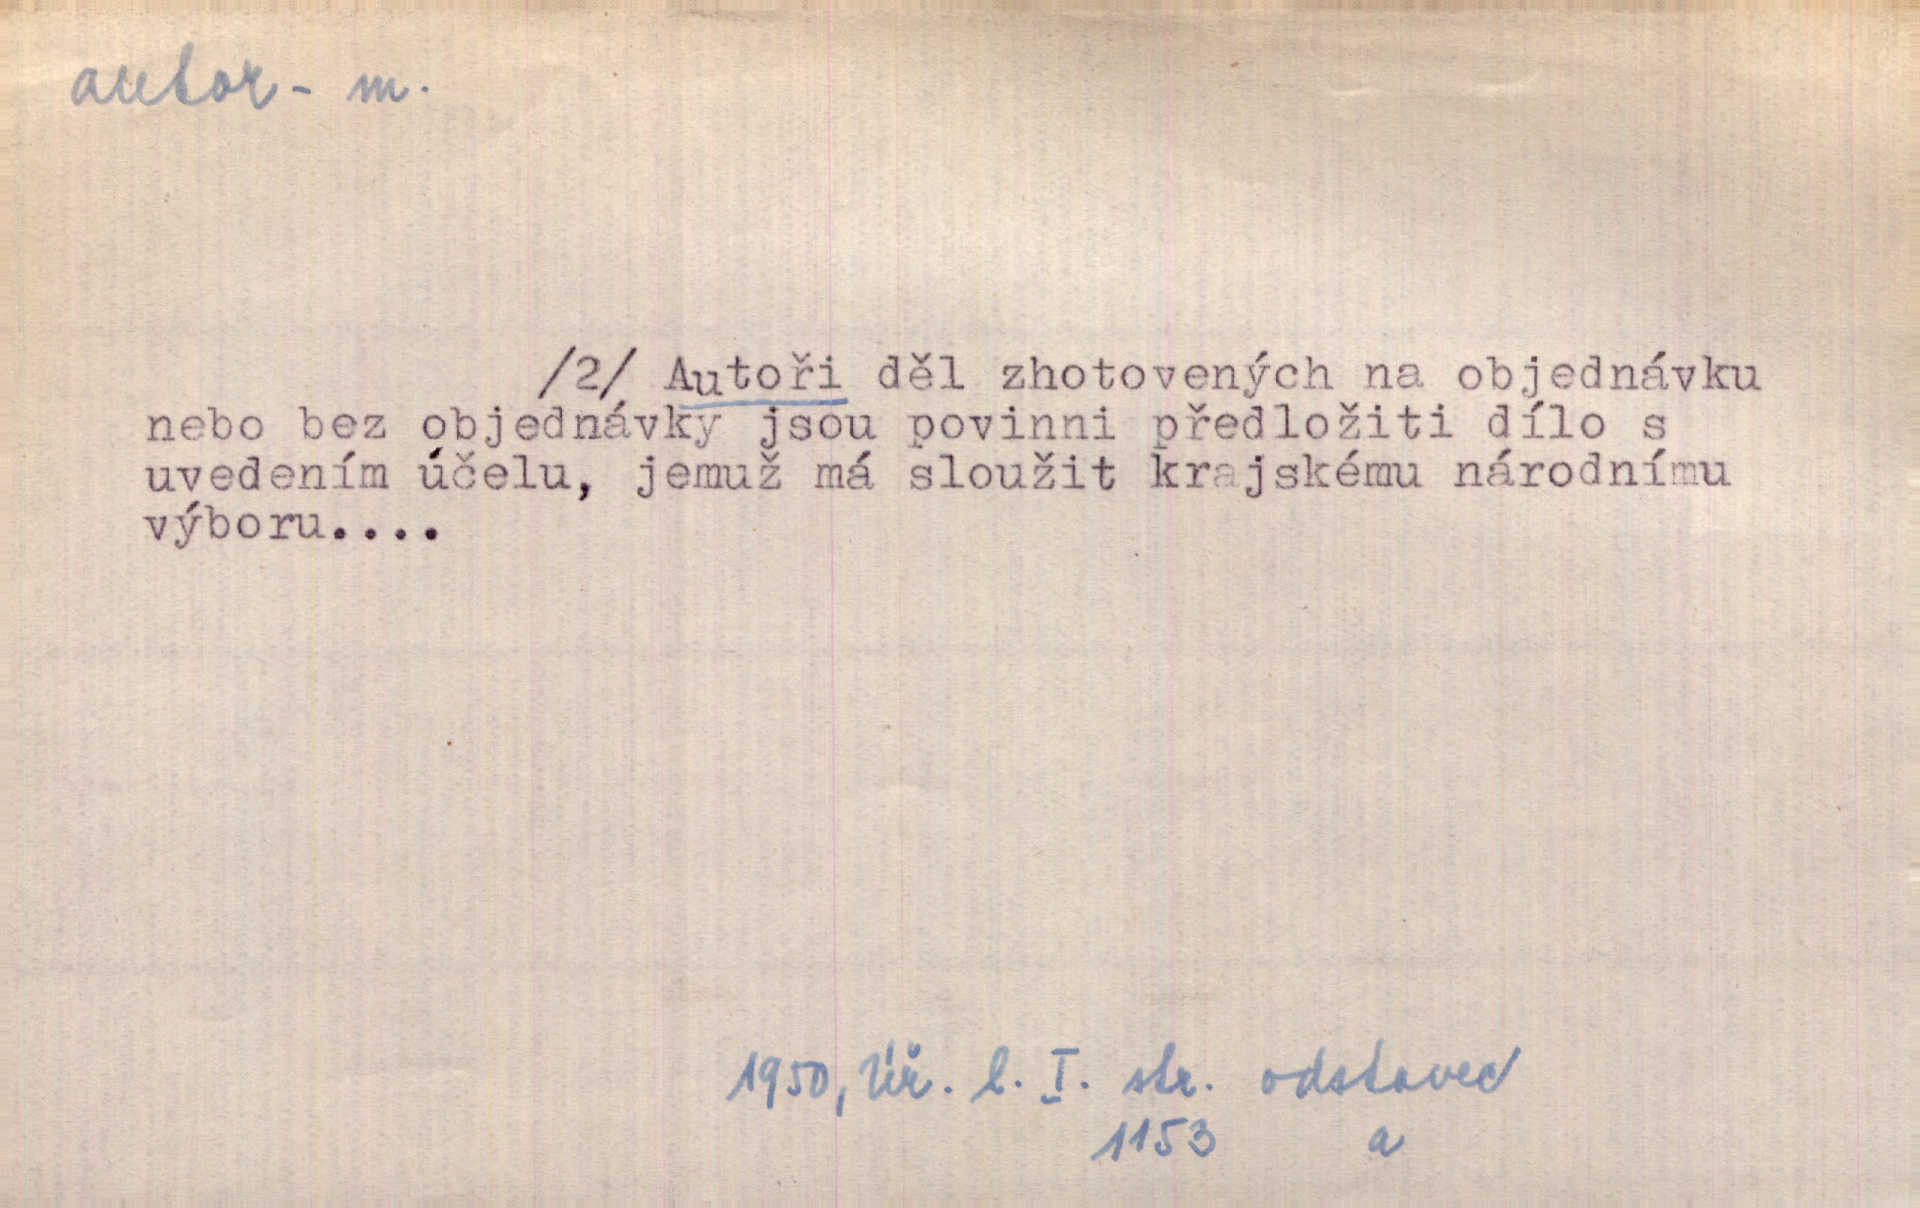 autor - m.
/2/ Autoři děl zhotovených na objednávku
nebo bez objednávky jsou povinni předložiti dílo s
uvedením účelu, jemuž má sloužit krajskému národnímu
výboru....
1950, Úř. l. I. str. odstavec
1153 a